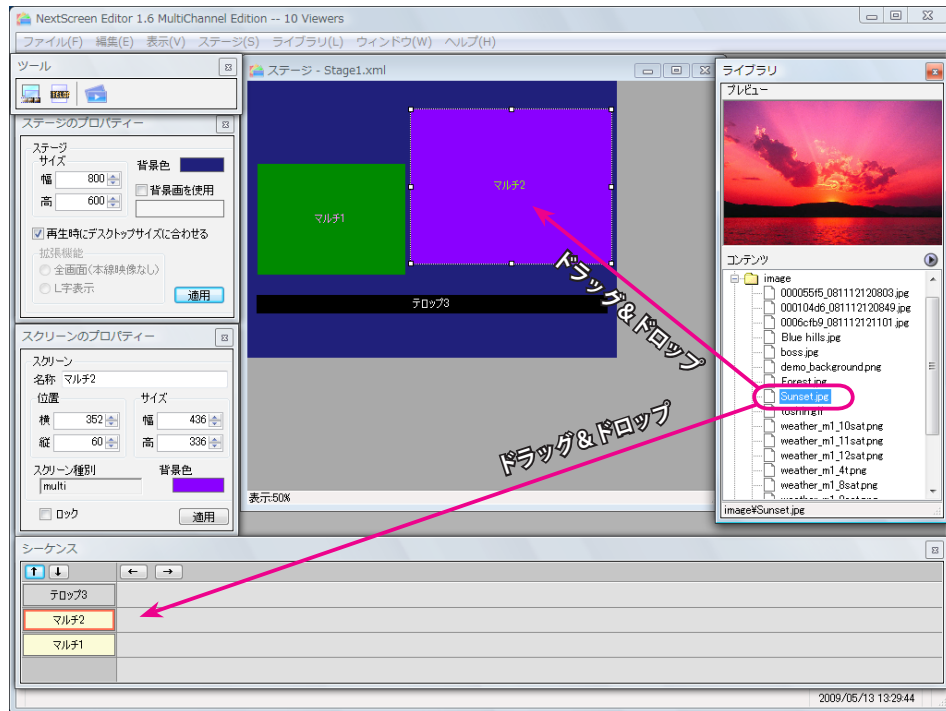 NextScreen Editor 1.6 MultiChannel Edition -- 10 Viewers
ファイル(F) 編集(E) 表示(V) ステージ(S) ライブラリ(L) ウィンドウ(W) ヘルプ(H)
ツール
ステージのプロパティー
ステージ
サイズ
幅 800
高 600
背景色
背景画を使用
再生時にデスクトップサイズに合わせる
拡張機能
全画面(本線映像なし)
L字表示
適用
スクリーンのプロパティー
スクリーン
名称 マルチ2
位置
横 352
縦 60
サイズ
幅 436
高 336
スクリーン種別
multi
背景色
ロック
適用
ステージ - Stage1.xml
マルチ1
マルチ2
テロップ3
表示:50%
ドラッグ&ドロップ
ドラッグ&ドロップ
ライブラリ
プレビュー
コンテンツ
image
000055f5_081112120803.jpg
000104d6_081112120849.jpg
0006cfb9_081112121101.jpg
Blue hills.jpg
boss.jpg
demo_background.png
Forest.jpg
Sunset.jpg
weather_m1_10sat.png
weather_m1_11sat.png
weather_m1_12sat.png
weather_m1_4t.png
weather_m1_8sat.png
image¥Sunset.jpg
シーケンス
テロップ3
マルチ2
マルチ1
2009/05/13 13:29:44